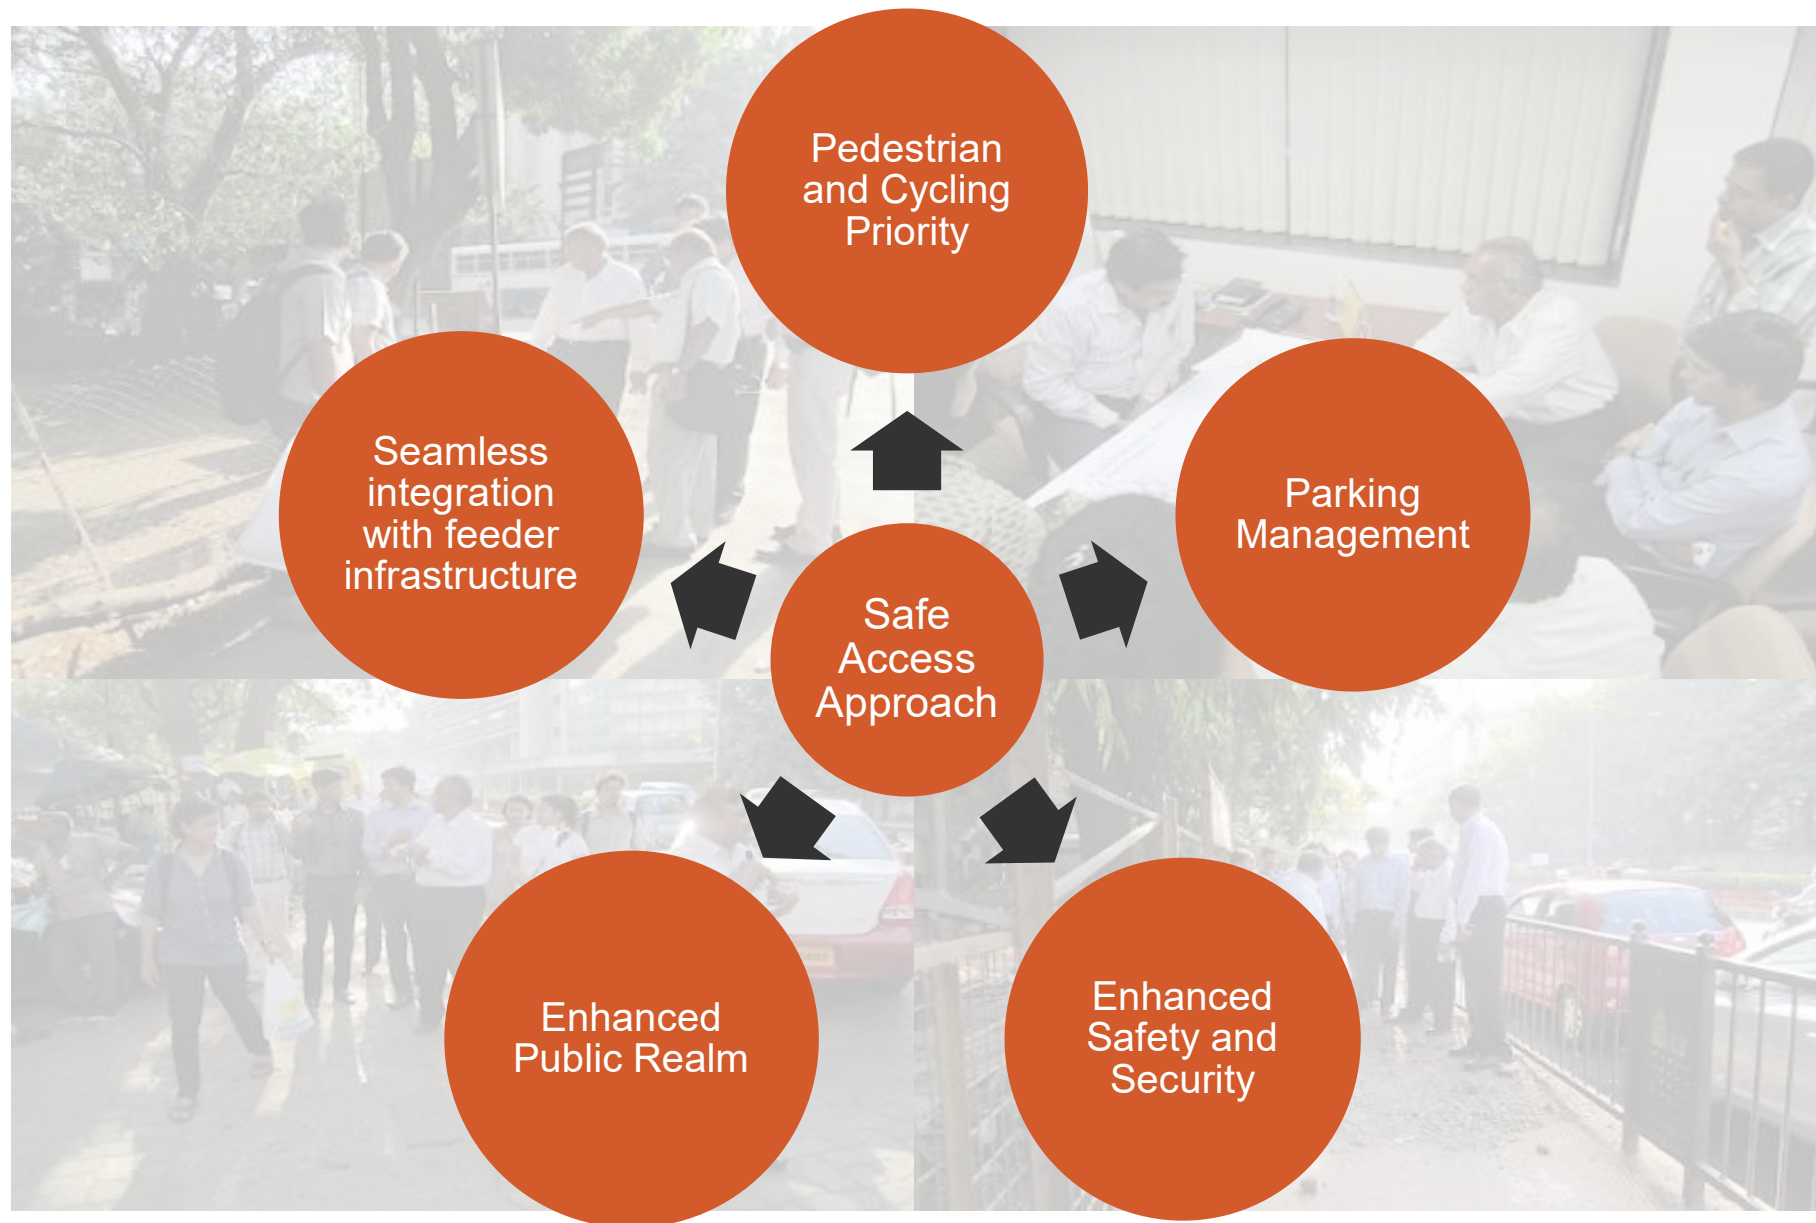 Pedestrian
and Cycling
Priority
Seamless
integration
with feeder
infrastructure
Parking
Management
Safe
Access
Approach
Enhanced
Public Realm
Enhanced
Safety and
Security